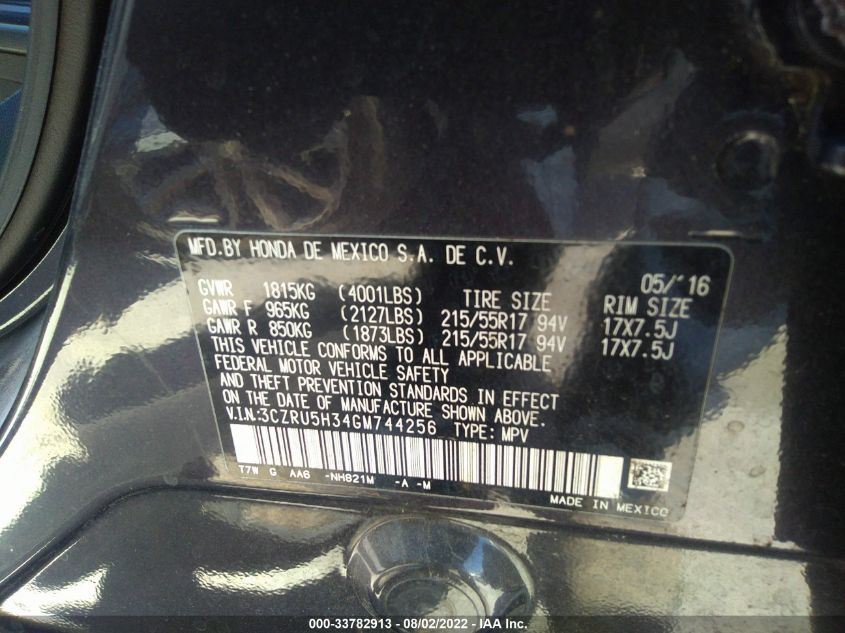 MFD.BY HONDA DE MEXICO S.A. DE C.V.
05/'16
GVWR 1815KG (4001LBS) TIRE SIZE RIM SIZE
GAWR F 965KG (2127LBS) 215/55R17 94V 17X7.5J
GAWR R 850KG (1873LBS) 215/55R17 94V 17X7.5J
THIS VEHICLE CONFORMS TO ALL APPLICABLE
FEDERAL MOTOR VEHICLE SAFETY
AND THEFT PREVENTION STANDARDS IN EFFECT
ON THE DATE OF MANUFACTURE SHOWN ABOVE.
V.I.N:3CZRU5H34GM744256 TYPE: MPV
T7W G AA6 -NH821M -A -M
MADE IN MEXICO
000-33782913 - 08/02/2022 - IAA Inc.